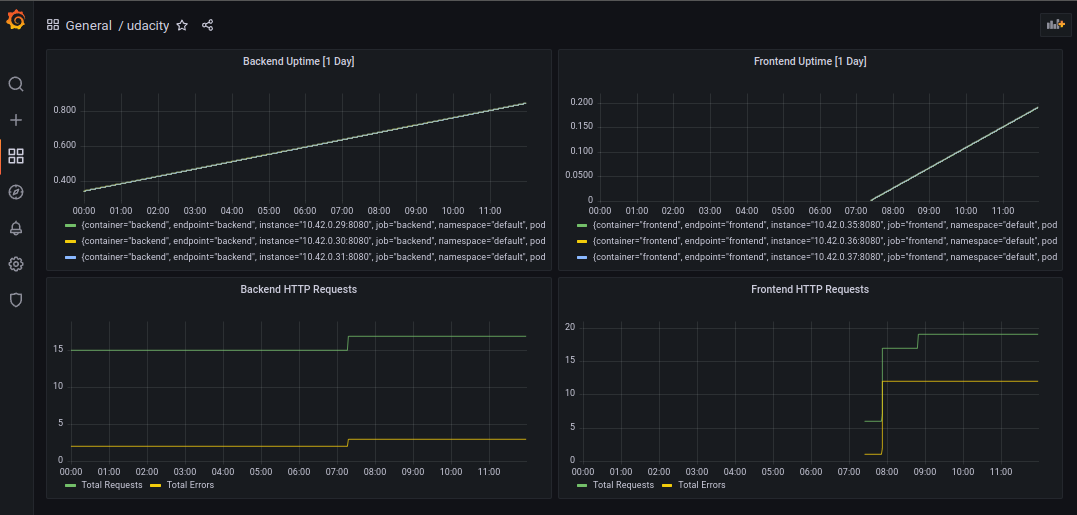 General / udacity
Backend Uptime [1 Day]
0.800
0.600
0.400
00:00 01:00 02:00 03:00 04:00 05:00 06:00 07:00 08:00 09:00 10:00 11:00
{container="backend", endpoint="backend", instance="10.42.0.29:8080", job="backend", namespace="default", pod
{container="backend", endpoint="backend", instance="10.42.0.30:8080", job="backend", namespace="default", pod
{container="backend", endpoint="backend", instance="10.42.0.31:8080", job="backend", namespace="default", pod
Frontend Uptime [1 Day]
0.200
0.150
0.100
0.0500
0
00:00 01:00 02:00 03:00 04:00 05:00 06:00 07:00 08:00 09:00 10:00 11:00
{container="frontend", endpoint="frontend", instance="10.42.0.35:8080", job="frontend", namespace="default", pod
{container="frontend", endpoint="frontend", instance="10.42.0.36:8080", job="frontend", namespace="default", pod
{container="frontend", endpoint="frontend", instance="10.42.0.37:8080", job="frontend", namespace="default", pod
Backend HTTP Requests
15
10
5
0
00:00 01:00 02:00 03:00 04:00 05:00 06:00 07:00 08:00 09:00 10:00 11:00
Total Requests Total Errors
Frontend HTTP Requests
20
15
10
5
0
00:00 01:00 02:00 03:00 04:00 05:00 06:00 07:00 08:00 09:00 10:00 11:00
Total Requests Total Errors